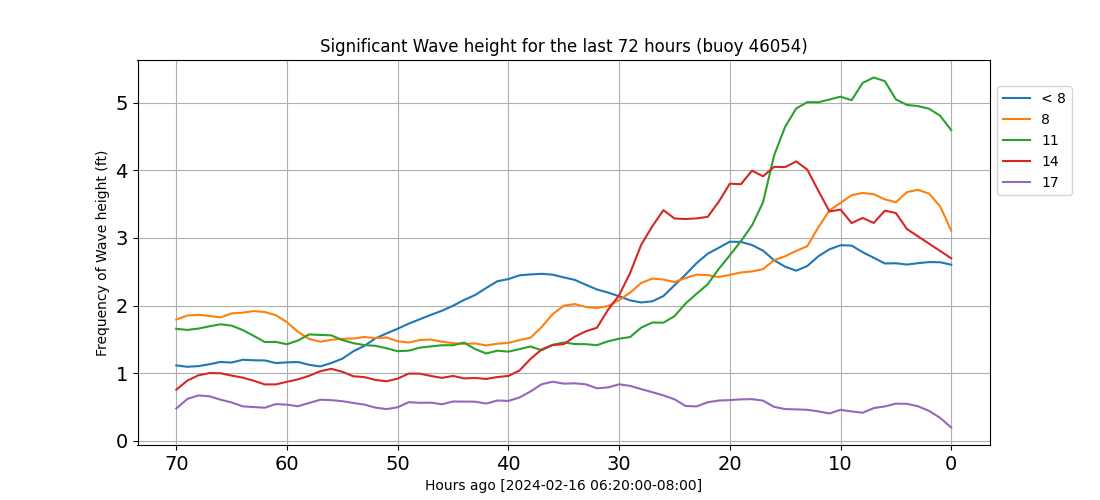 Significant Wave height for the last 72 hours (buoy 46054)
Frequency of Wave height (ft)
5
4
3
2
1
0
70 60 50 40 30 20 10 0
Hours ago [2024-02-16 06:20:00-08:00]
< 8
8
11
14
17